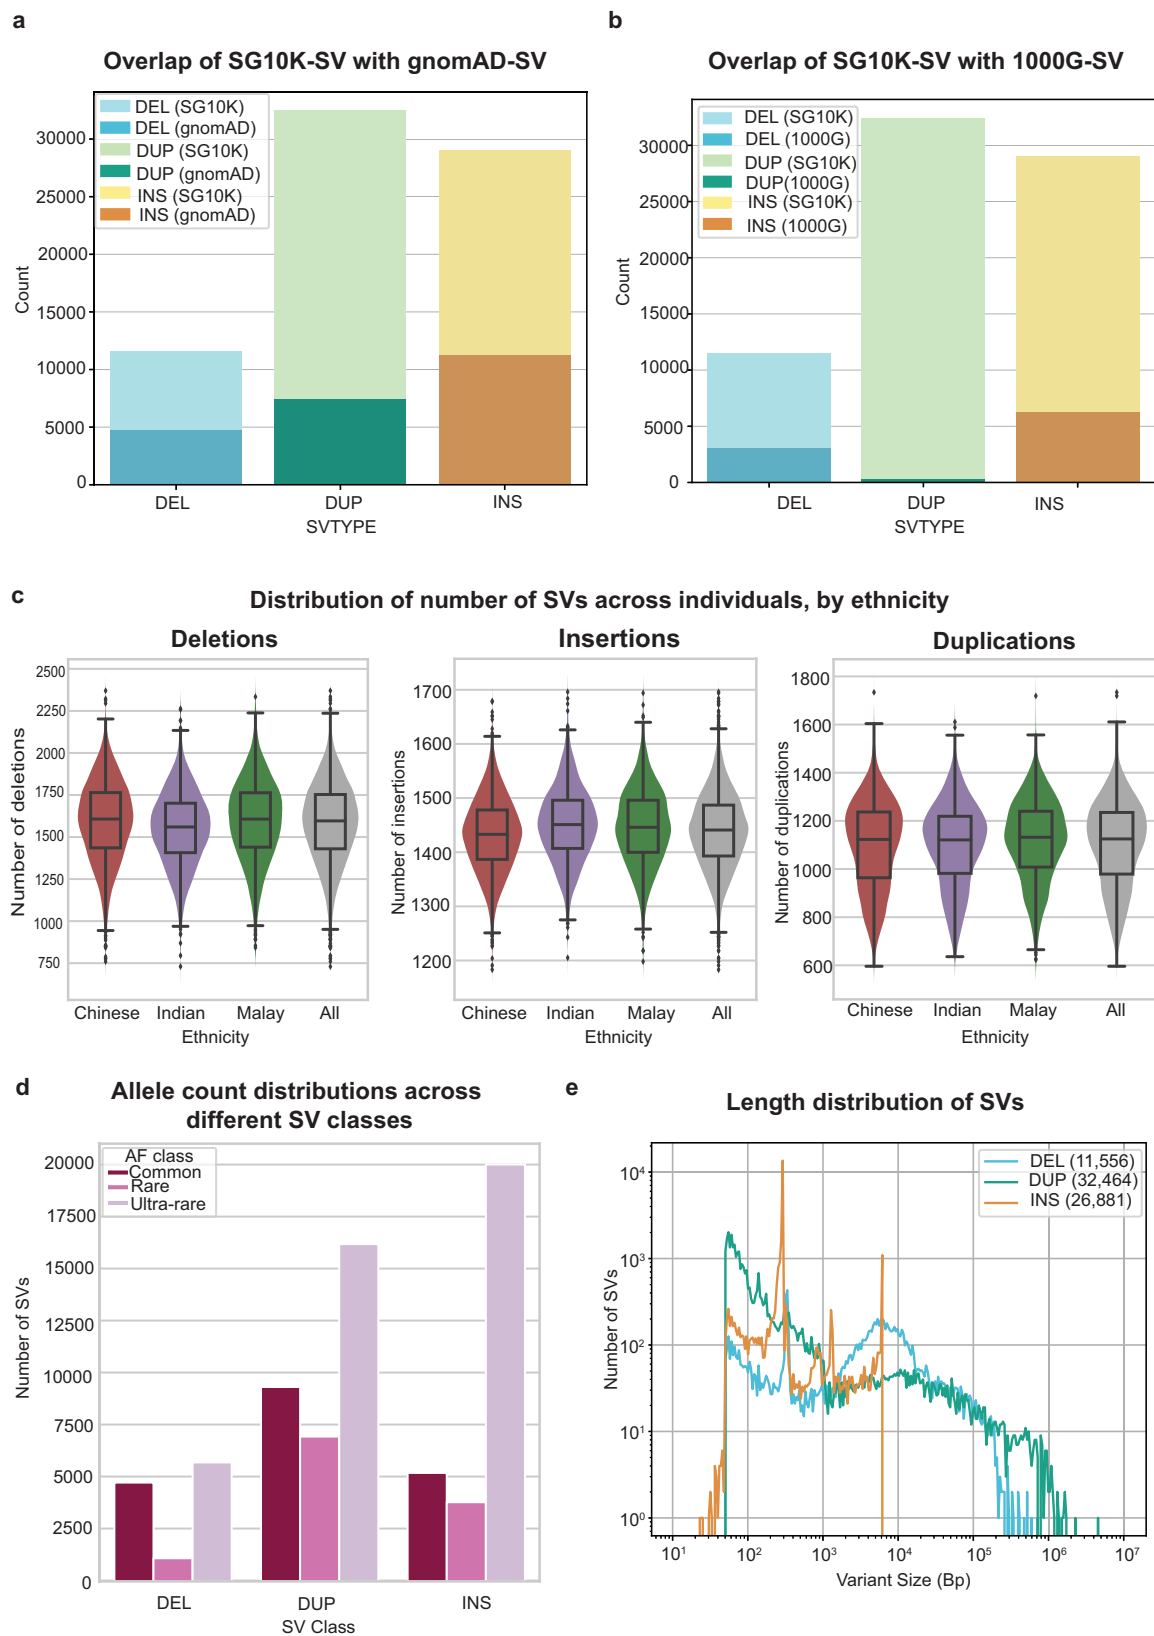 a
Overlap of SG10K-SV with gnomAD-SV
DEL (SG10K)
DEL (gnomAD)
DUP (SG10K)
DUP (gnomAD)
INS (SG10K)
INS (gnomAD)
30000
25000
20000
15000
10000
5000
0
Count
DEL
DUP
INS
SVTYPE
b
Overlap of SG10K-SV with 1000G-SV
DEL (SG10K)
DEL (1000G)
DUP (SG10K)
DUP(1000G)
INS (SG10K)
INS (1000G)
30000
25000
20000
15000
10000
5000
0
Count
DEL
DUP
INS
SVTYPE
c
Distribution of number of SVs across individuals, by ethnicity
Deletions
2500
2250
2000
1750
1500
1250
1000
750
Number of deletions
Chinese
Indian
Malay
All
Ethnicity
Insertions
1700
1600
1500
1400
1300
1200
Number of insertions
Chinese
Indian
Malay
All
Ethnicity
Duplications
1800
1600
1400
1200
1000
800
600
Number of duplications
Chinese
Indian
Malay
All
Ethnicity
d
Allele count distributions across
different SV classes
AF class
Common
Rare
Ultra-rare
20000
17500
15000
12500
10000
7500
5000
2500
0
Number of SVs
DEL
DUP
INS
SV Class
e
Length distribution of SVs
DEL (11,556)
DUP (32,464)
INS (26,881)
10⁴
10³
10²
10¹
10⁰
Number of SVs
10¹
10²
10³
10⁴
10⁵
10⁶
10⁷
Variant Size (Bp)